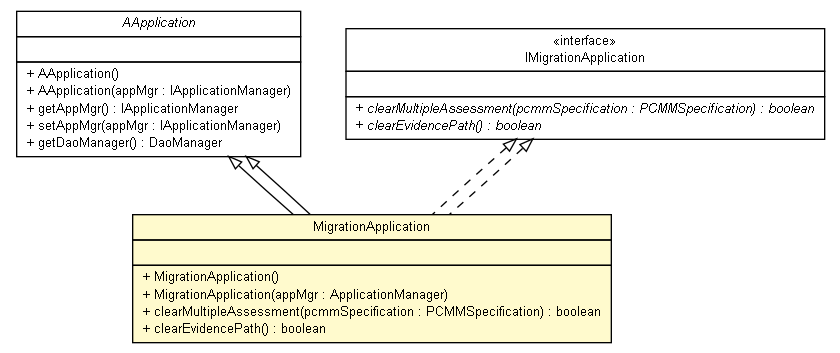 AApplication
+ AApplication()
+ AApplication(appMgr : IApplicationManager)
+ getAppMgr() : IApplicationManager
+ setAppMgr(appMgr : IApplicationManager)
+ getDaoManager() : DaoManager
«interface»
IMigrationApplication
+ clearMultipleAssessment(pcmmSpecification : PCMMSpecification) : boolean
+ clearEvidencePath() : boolean
MigrationApplication
+ MigrationApplication()
+ MigrationApplication(appMgr : ApplicationManager)
+ clearMultipleAssessment(pcmmSpecification : PCMMSpecification) : boolean
+ clearEvidencePath() : boolean